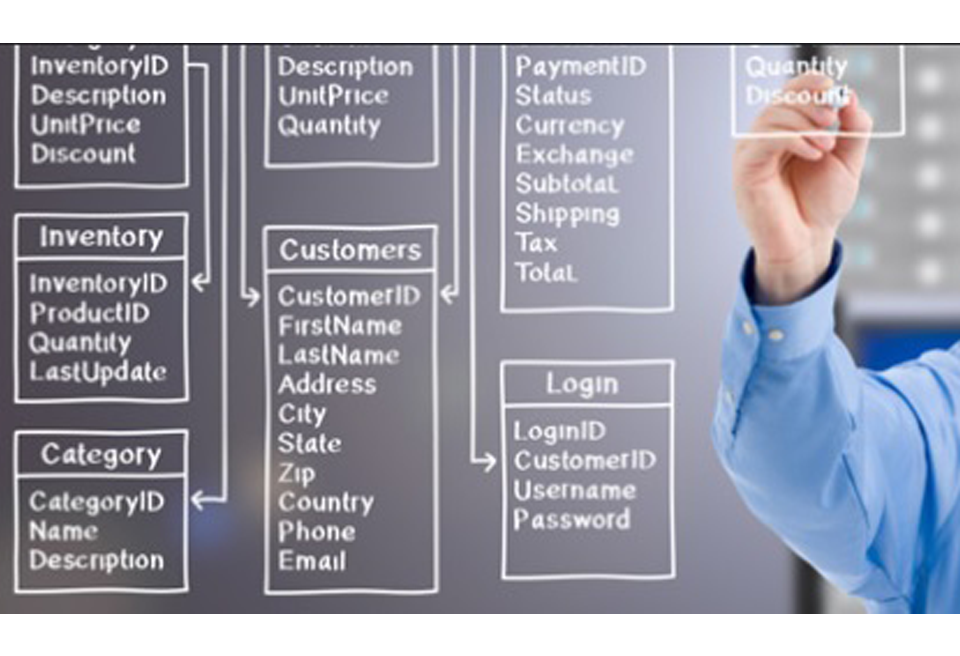 InventoryID
Description
UnitPrice
Discount
Inventory
InventoryID
ProductID
Quantity
LastUpdate
Category
CategoryID
Name
Description
Description
UnitPrice
Quantity
Customers
CustomerID
FirstName
LastName
Address
City
State
Zip
Country
Phone
Email
PaymentID
Status
Currency
Exchange
Subtotal
Shipping
Tax
Total
Login
LoginID
CustomerID
Username
Password
Quantity
Discount